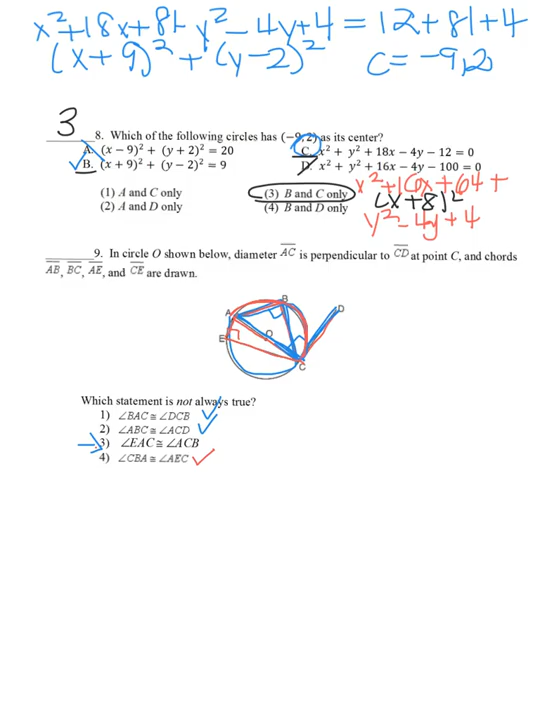 x²+18x+81+ y²-4y+4 = 12+81+4
(x+9)² + (y-2)²   C = -9,2
3 8. Which of the following circles has (−9,2) as its center?
A. (x − 9)² + (y + 2)² = 20   C. x² + y² + 18x − 4y − 12 = 0
B. (x + 9)² + (y − 2)² = 9   D. x² + y² + 16x − 4y − 100 = 0
x²+16x+64+
(1) A and C only   (3) B and C only   (x+8)²
(2) A and D only   (4) B and D only   y²-4y+4
9. In circle O shown below, diameter AC is perpendicular to CD at point C, and chords
AB, BC, AE, and CE are drawn.
B
A
D
O
E
C
Which statement is not always true?
1) ∠BAC ≅ ∠DCB
2) ∠ABC ≅ ∠ACD
3) ∠EAC ≅ ∠ACB
4) ∠CBA ≅ ∠AEC